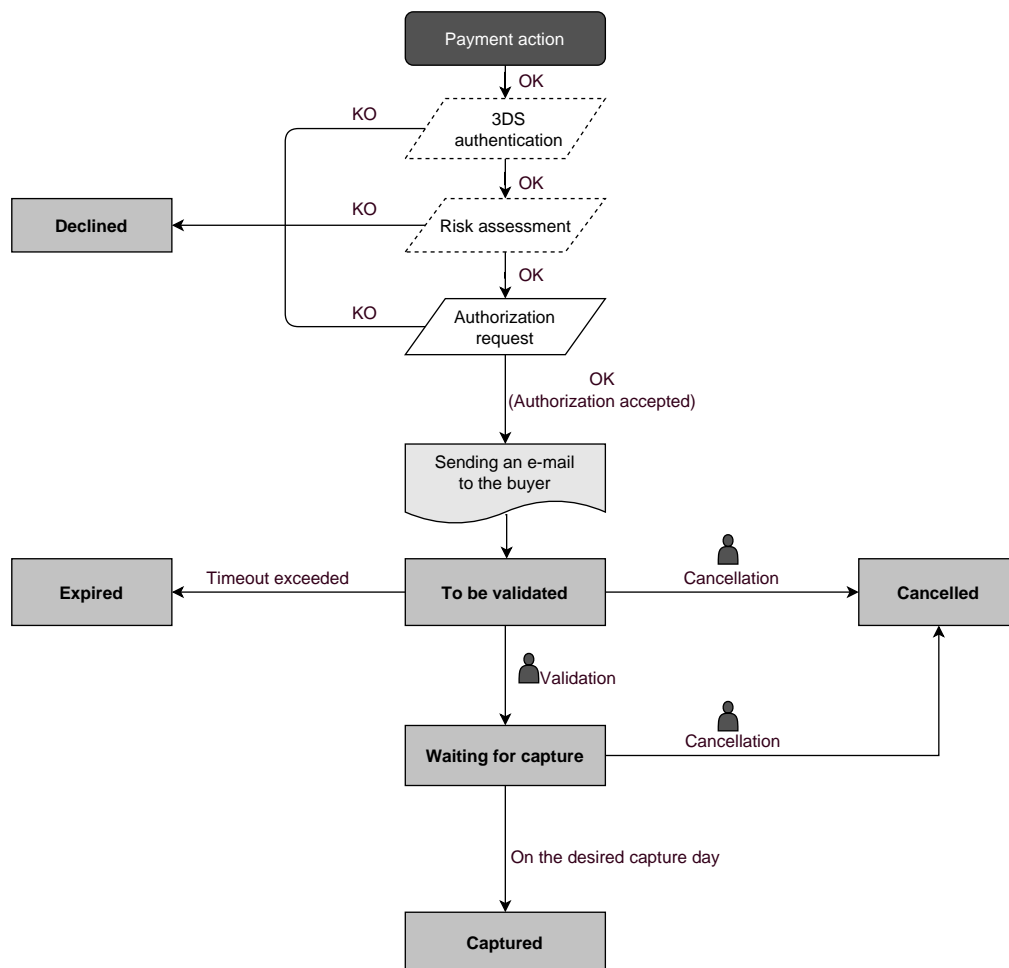 Payment action
OK
KO
3DS
authentication
OK
Declined
KO
Risk assessment
OK
KO
Authorization
request
OK
(Authorization accepted)
Sending an e-mail
to the buyer
Expired
Timeout exceeded
To be validated
Cancellation
Cancelled
Validation
Waiting for capture
Cancellation
On the desired capture day
Captured